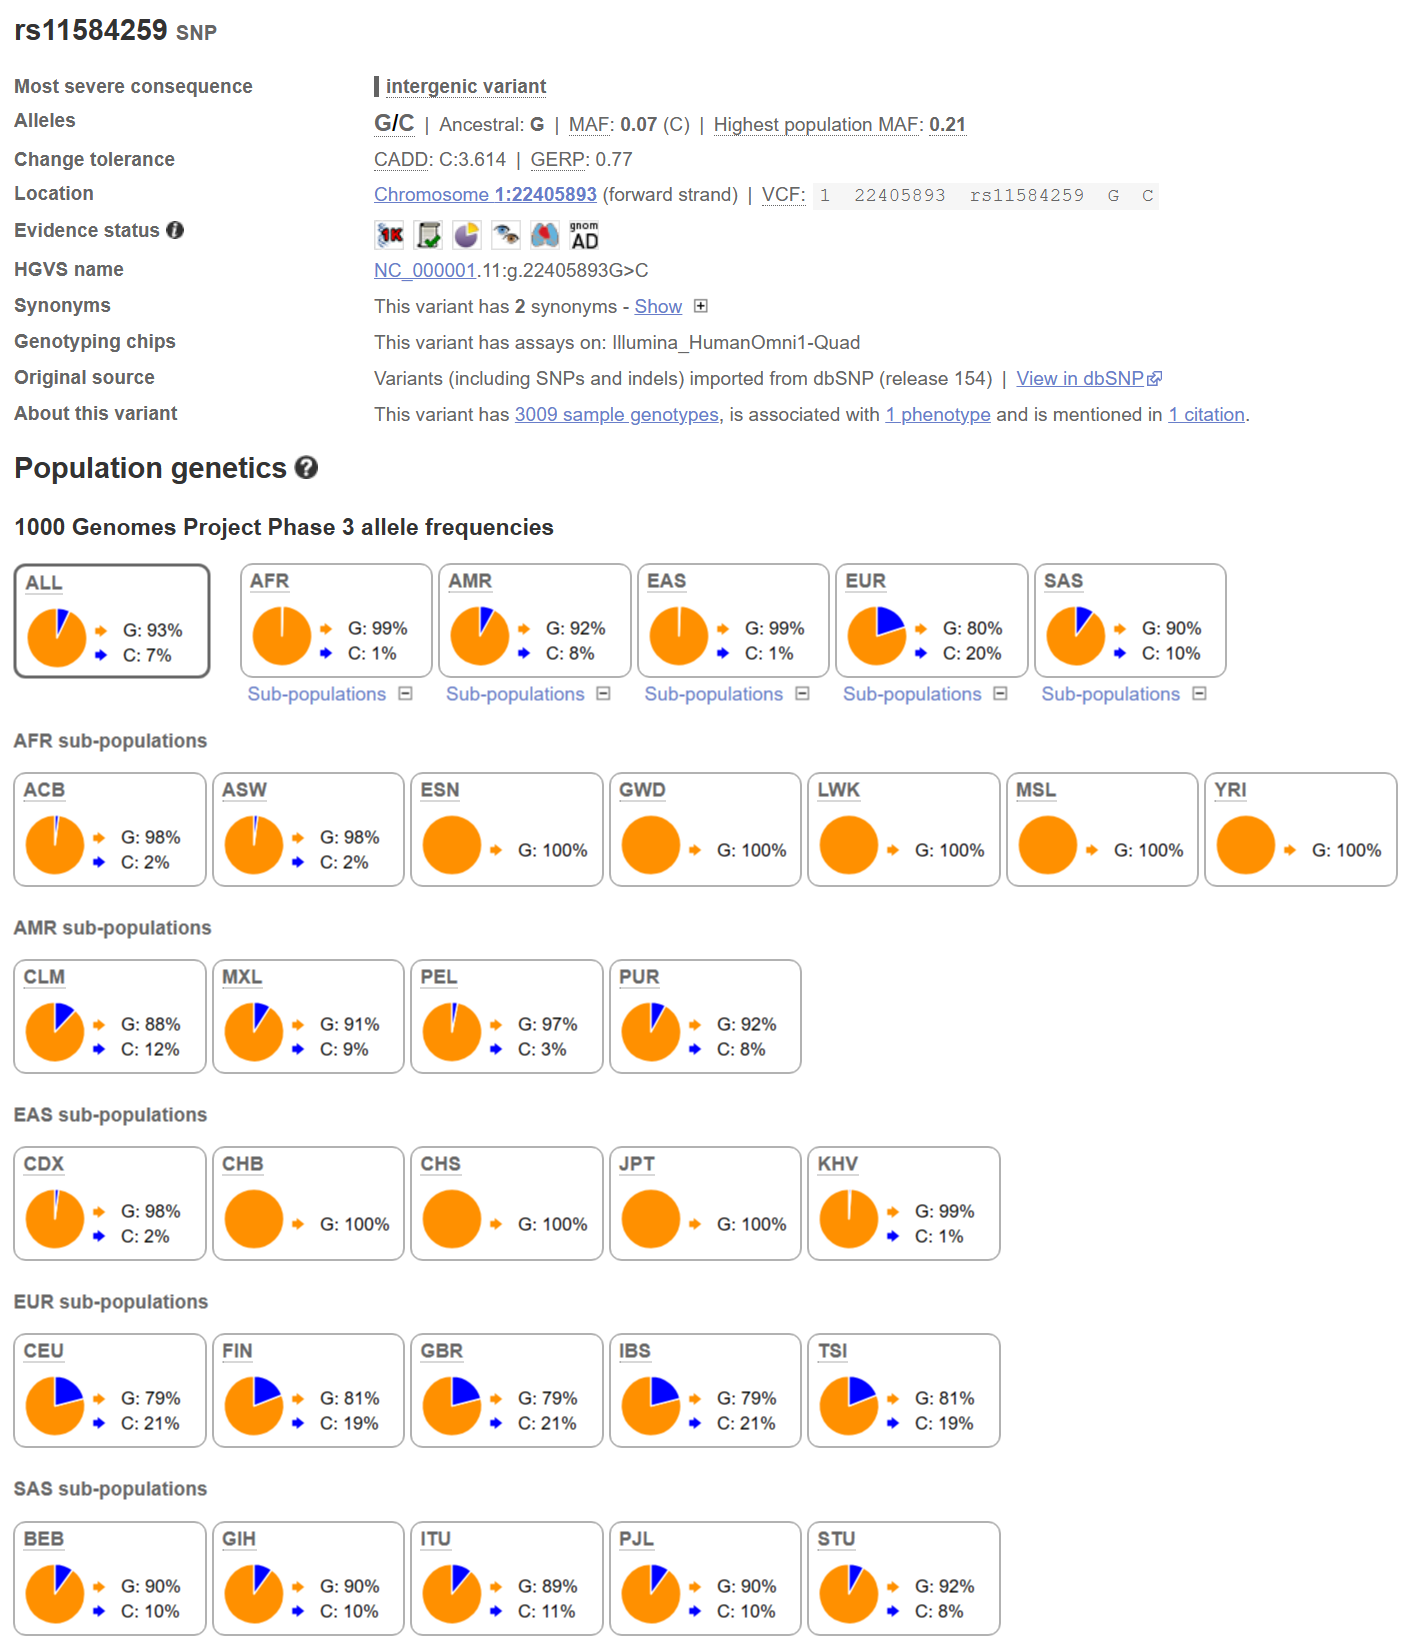 rs11584259 SNP
Most severe consequence intergenic variant
Alleles G/C | Ancestral: G | MAF: 0.07 (C) | Highest population MAF: 0.21
Change tolerance CADD: C:3.614 | GERP: 0.77
Location Chromosome 1:22405893 (forward strand) | VCF: 1 22405893 rs11584259 G C
Evidence status i 1K gnom AD
HGVS name NC_000001.11:g.22405893G>C
Synonyms This variant has 2 synonyms - Show
Genotyping chips This variant has assays on: Illumina_HumanOmni1-Quad
Original source Variants (including SNPs and indels) imported from dbSNP (release 154) | View in dbSNP
About this variant This variant has 3009 sample genotypes, is associated with 1 phenotype and is mentioned in 1 citation.
Population genetics ?
1000 Genomes Project Phase 3 allele frequencies
ALL AFR AMR EAS EUR SAS
G: 93% G: 99% G: 92% G: 99% G: 80% G: 90%
C: 7% C: 1% C: 8% C: 1% C: 20% C: 10%
Sub-populations Sub-populations Sub-populations Sub-populations Sub-populations
AFR sub-populations
ACB ASW ESN GWD LWK MSL YRI
G: 98% G: 98% G: 100% G: 100% G: 100% G: 100% G: 100%
C: 2% C: 2%
AMR sub-populations
CLM MXL PEL PUR
G: 88% G: 91% G: 97% G: 92%
C: 12% C: 9% C: 3% C: 8%
EAS sub-populations
CDX CHB CHS JPT KHV
G: 98% G: 100% G: 100% G: 100% G: 99%
C: 2% C: 1%
EUR sub-populations
CEU FIN GBR IBS TSI
G: 79% G: 81% G: 79% G: 79% G: 81%
C: 21% C: 19% C: 21% C: 21% C: 19%
SAS sub-populations
BEB GIH ITU PJL STU
G: 90% G: 90% G: 89% G: 90% G: 92%
C: 10% C: 10% C: 11% C: 10% C: 8%